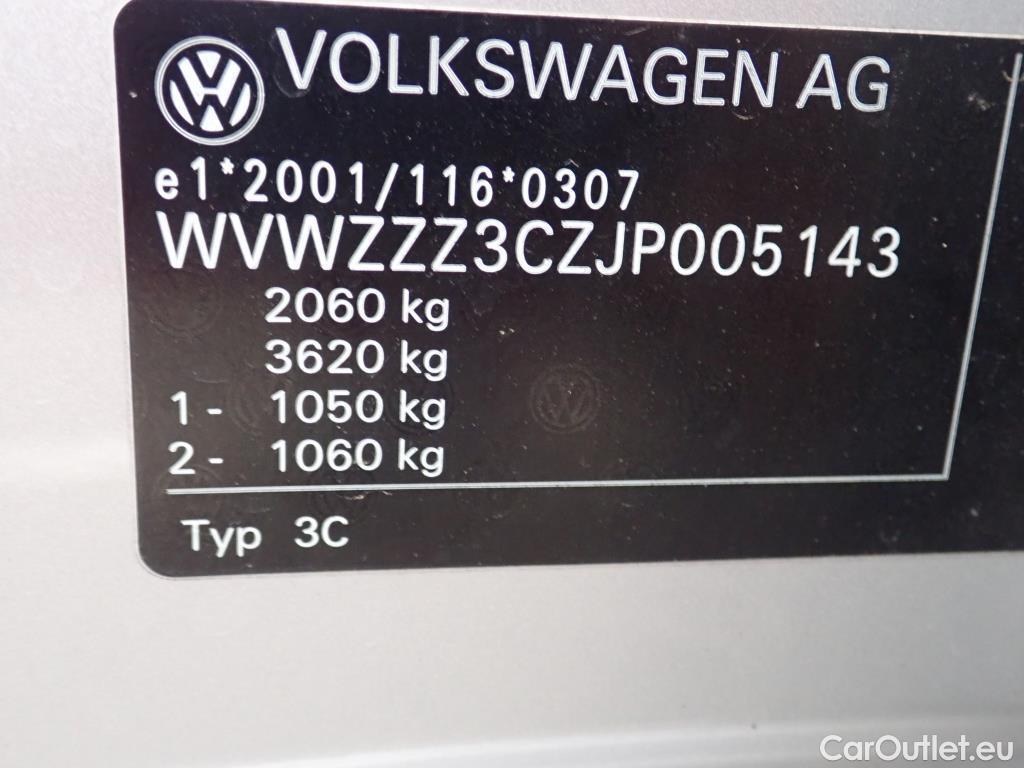 VOLKSWAGEN AG
e1*2001/116*0307
WVWZZZ3CZJP005143
2060 kg
3620 kg
1- 1050 kg
2- 1060 kg
Typ 3C
CarOutlet.eu